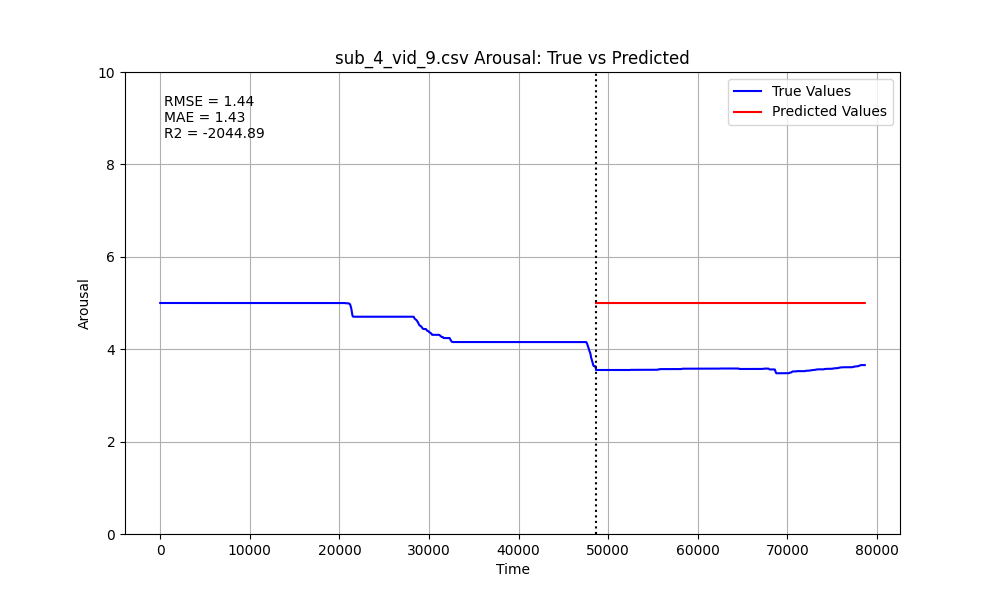 sub_4_vid_9.csv Arousal: True vs Predicted
10
8
6
4
2
0
Arousal
RMSE = 1.44
MAE = 1.43
R2 = -2044.89
True Values
Predicted Values
0 10000 20000 30000 40000 50000 60000 70000 80000
Time